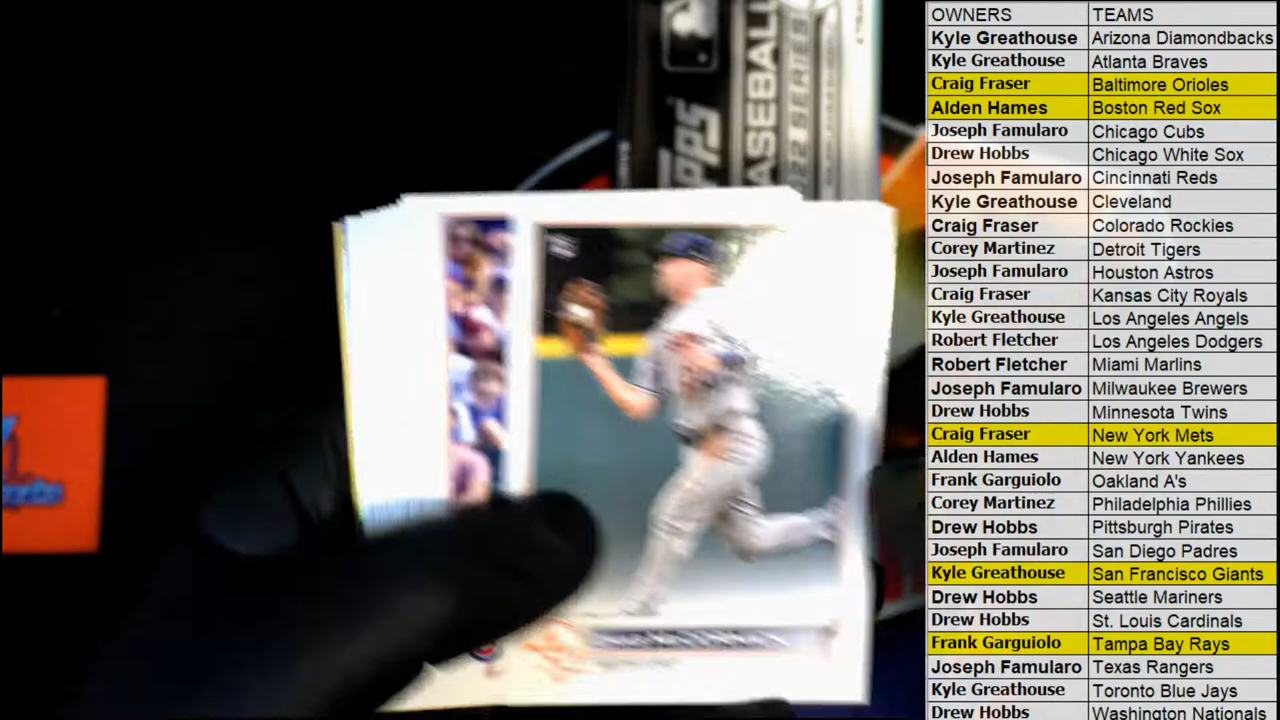 TOPPS
BASEBALL
22 SERIES
OWNERS TEAMS
Kyle Greathouse Arizona Diamondbacks
Kyle Greathouse Atlanta Braves
Craig Fraser Baltimore Orioles
Alden Hames Boston Red Sox
Joseph Famularo Chicago Cubs
Drew Hobbs Chicago White Sox
Joseph Famularo Cincinnati Reds
Kyle Greathouse Cleveland
Craig Fraser Colorado Rockies
Corey Martinez Detroit Tigers
Joseph Famularo Houston Astros
Craig Fraser Kansas City Royals
Kyle Greathouse Los Angeles Angels
Robert Fletcher Los Angeles Dodgers
Robert Fletcher Miami Marlins
Joseph Famularo Milwaukee Brewers
Drew Hobbs Minnesota Twins
Craig Fraser New York Mets
Alden Hames New York Yankees
Frank Garguiolo Oakland A's
Corey Martinez Philadelphia Phillies
Drew Hobbs Pittsburgh Pirates
Joseph Famularo San Diego Padres
Kyle Greathouse San Francisco Giants
Drew Hobbs Seattle Mariners
Drew Hobbs St. Louis Cardinals
Frank Garguiolo Tampa Bay Rays
Joseph Famularo Texas Rangers
Kyle Greathouse Toronto Blue Jays
Drew Hobbs Washington Nationals